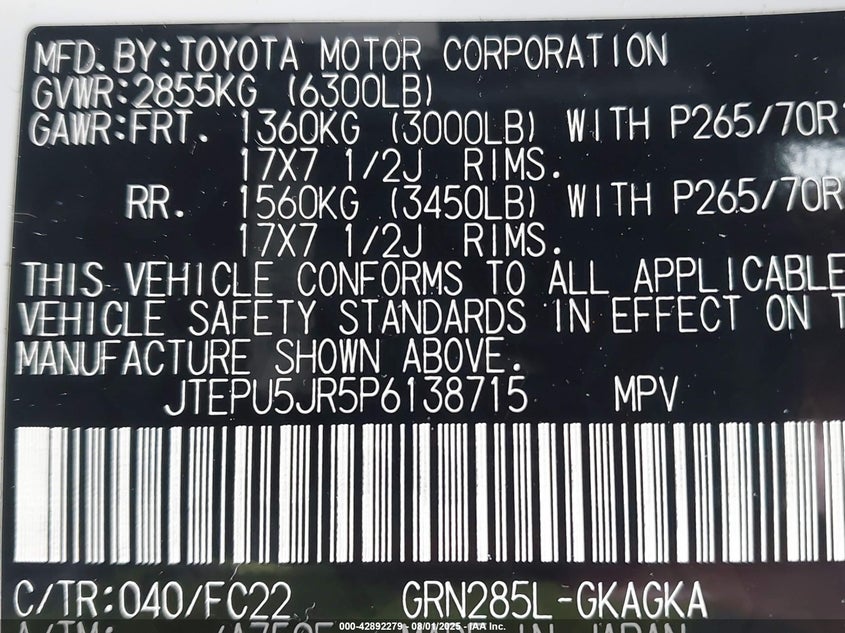 MFD. BY: TOYOTA MOTOR CORPORATION
GVWR: 2855KG (6300LB)
GAWR: FRT. 1360KG (3000LB) WITH P265/70R
17X7 1/2J RIMS.
RR. 1560KG (3450LB) WITH P265/70R
17X7 1/2J RIMS.
THIS VEHICLE CONFORMS TO ALL APPLICABLE
VEHICLE SAFETY STANDARDS IN EFFECT ON
MANUFACTURE SHOWN ABOVE.
JTEPU5JR5P6138715 MPV
C/TR: 040/FC22 GRN285L-GKAGKA
IN JAPAN
000-42892279 - 08/01/2025 - IAA Inc.